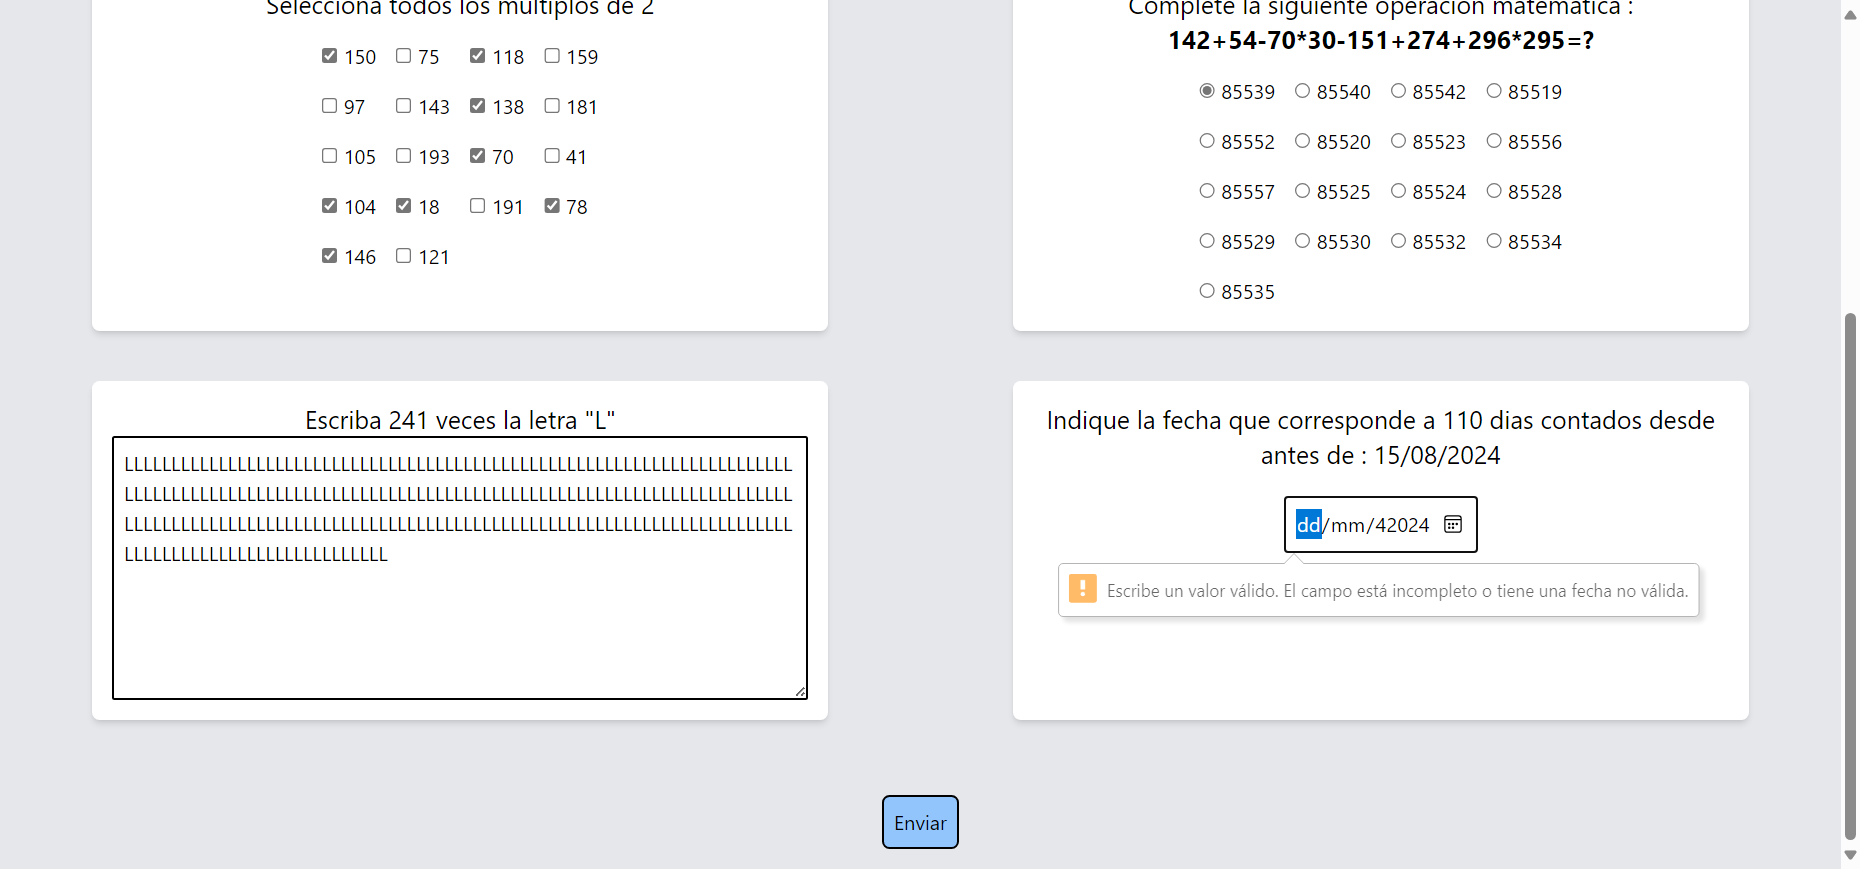 Selecciona todos los multiplos de 2
150 75 118 159
97 143 138 181
105 193 70 41
104 18 191 78
146 121
Complete la siguiente operacion matematica :
142+54-70*30-151+274+296*295=?
85539 85540 85542 85519
85552 85520 85523 85556
85557 85525 85524 85528
85529 85530 85532 85534
85535
Escriba 241 veces la letra "L"
LLLLLLLLLLLLLLLLLLLLLLLLLLLLLLLLLLLLLLLLLLLLLLLLLLLLLLLLLLLLLLLLLLLLLLL
LLLLLLLLLLLLLLLLLLLLLLLLLLLLLLLLLLLLLLLLLLLLLLLLLLLLLLLLLLLLLLLLLLLLLLL
LLLLLLLLLLLLLLLLLLLLLLLLLLLLLLLLLLLLLLLLLLLLLLLLLLLLLLLLLLLLLLLLLLLLLLL
LLLLLLLLLLLLLLLLLLLLLLLLLLLL
Indique la fecha que corresponde a 110 dias contados desde
antes de : 15/08/2024
dd/mm/42024
Escribe un valor válido. El campo está incompleto o tiene una fecha no válida.
Enviar